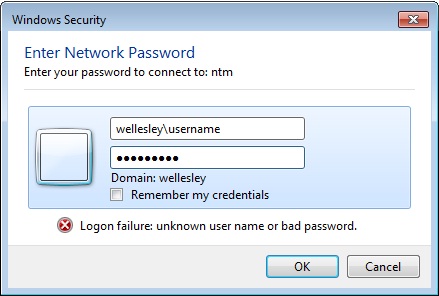 Windows Security
Enter Network Password
Enter your password to connect to: ntm
wellesley\username
●●●●●●●●●
Domain: wellesley
Remember my credentials
Logon failure: unknown user name or bad password.
OK
Cancel